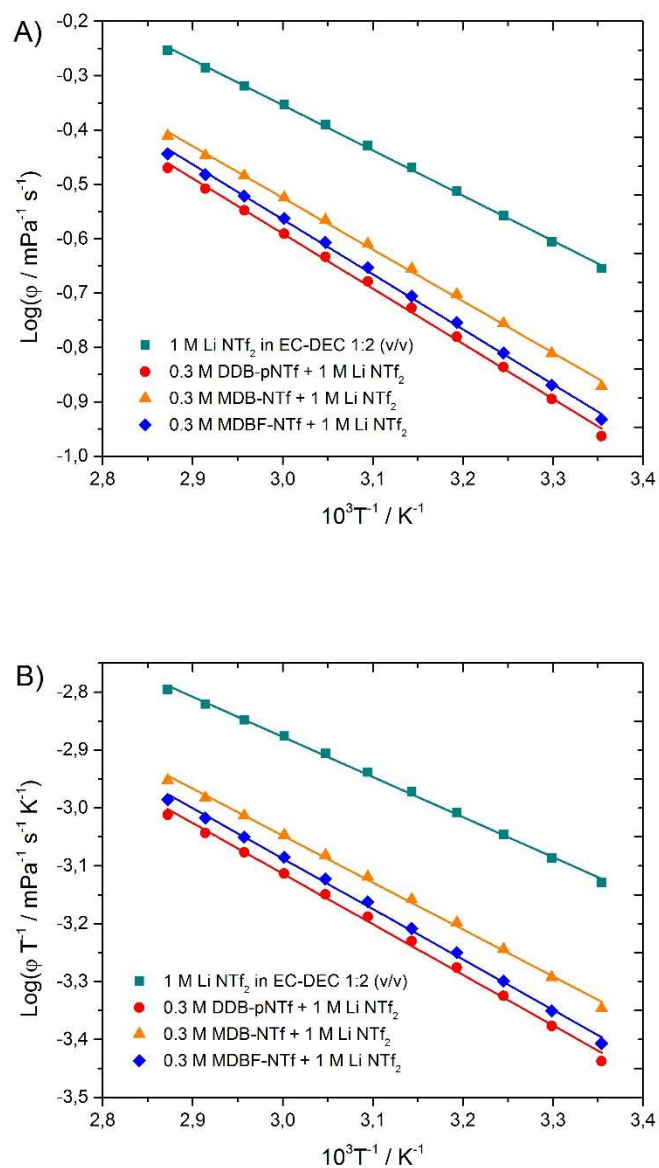 A)
-0,2
-0,3
-0,4
-0,5
-0,6
-0,7
-0,8
-0,9
-1,0
Log(φ / mPa⁻¹ s⁻¹)
1 M Li NTf₂ in EC-DEC 1:2 (v/v)
0.3 M DDB-pNTf + 1 M Li NTf₂
0.3 M MDB-NTf + 1 M Li NTf₂
0.3 M MDBF-NTf + 1 M Li NTf₂
2,8 2,9 3,0 3,1 3,2 3,3 3,4
10³T⁻¹ / K⁻¹
B)
-2,8
-2,9
-3,0
-3,1
-3,2
-3,3
-3,4
-3,5
Log(φ T⁻¹ / mPa⁻¹ s⁻¹ K⁻¹)
1 M Li NTf₂ in EC-DEC 1:2 (v/v)
0.3 M DDB-pNTf + 1 M Li NTf₂
0.3 M MDB-NTf + 1 M Li NTf₂
0.3 M MDBF-NTf + 1 M Li NTf₂
2,8 2,9 3,0 3,1 3,2 3,3 3,4
10³T⁻¹ / K⁻¹